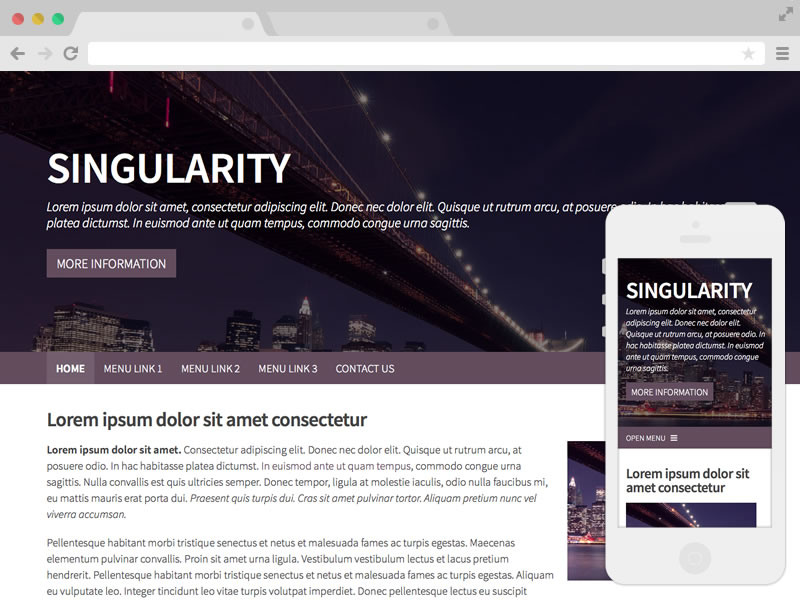 SINGULARITY
Lorem ipsum dolor sit amet, consectetur adipiscing elit. Donec nec dolor elit. Quisque ut rutrum arcu, at posuere
platea dictumst. In euismod ante ut quam tempus, commodo congue urna sagittis.
MORE INFORMATION
HOME MENU LINK 1 MENU LINK 2 MENU LINK 3 CONTACT US
Lorem ipsum dolor sit amet consectetur
Lorem ipsum dolor sit amet. Consectetur adipiscing elit. Donec nec dolor elit. Quisque ut rutrum arcu, at
posuere odio. In hac habitasse platea dictumst. In euismod ante ut quam tempus, commodo congue urna
sagittis. Nulla convallis est quis ultricies semper. Donec tempor, ligula at molestie iaculis, odio nulla faucibus mi,
eu mattis mauris erat porta dui. Praesent quis turpis dui. Cras sit amet pulvinar tortor. Aliquam pretium nunc vel
viverra accumsan.
Pellentesque habitant morbi tristique senectus et netus et malesuada fames ac turpis egestas. Maecenas
elementum pulvinar convallis. Proin sit amet urna ligula. Vestibulum vestibulum lectus et lacus pretium
hendrerit. Pellentesque habitant morbi tristique senectus et netus et malesuada fames ac turpis egestas. Aliquam
eu vulputate leo. Integer tincidunt leo vitae turpis volutpat imperdiet. Donec pellentesque lectus eu suscipit
SINGULARITY
Lorem ipsum dolor sit amet, consectetur
adipiscing elit. Donec nec dolor elit.
Quisque ut rutrum arcu, at posuere odio. In
hac habitasse platea dictumst. In euismod
ante ut quam tempus, commodo congue
urna sagittis.
MORE INFORMATION
OPEN MENU
Lorem ipsum dolor sit
amet consectetur